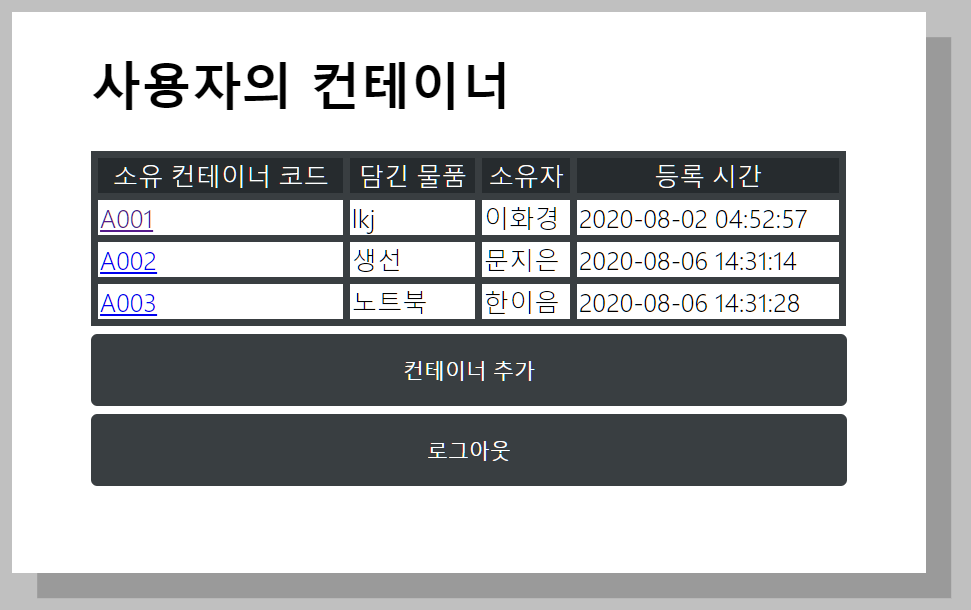 사용자의 컨테이너
소유 컨테이너 코드 담긴 물품 소유자 등록 시간
A001 lkj 이화경 2020-08-02 04:52:57
A002 생선 문지은 2020-08-06 14:31:14
A003 노트북 한이음 2020-08-06 14:31:28
컨테이너 추가
로그아웃